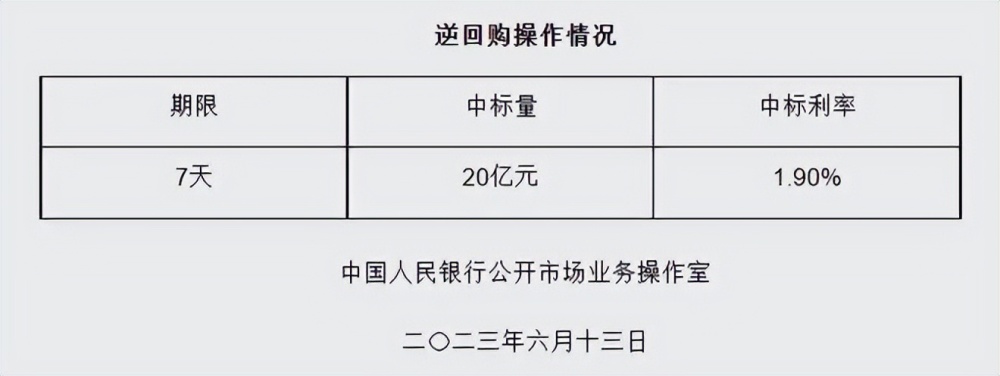 逆回购操作情况
期限 中标量 中标利率
7天 20亿元 1.90%
中国人民银行公开市场业务操作室
二〇二三年六月十三日